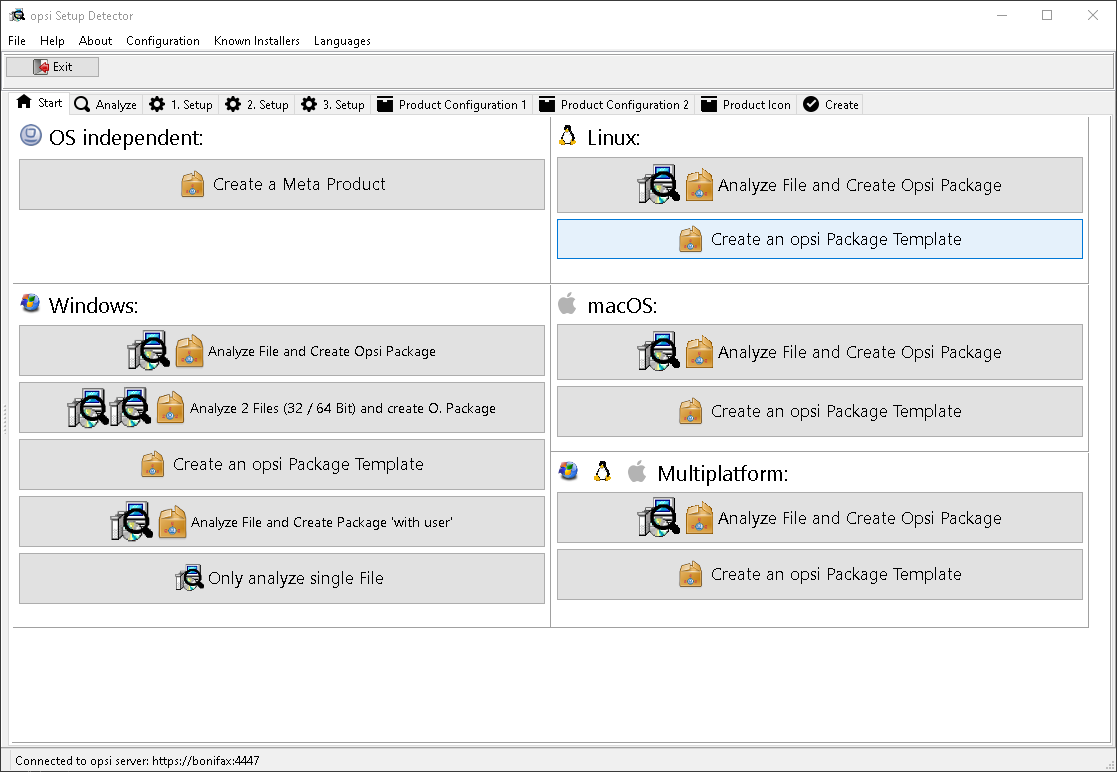 opsi Setup Detector
File Help About Configuration Known Installers Languages
Exit
Start Analyze 1. Setup 2. Setup 3. Setup Product Configuration 1 Product Configuration 2 Product Icon Create
OS independent:
Create a Meta Product
Linux:
Analyze File and Create Opsi Package
Create an opsi Package Template
Windows:
Analyze File and Create Opsi Package
Analyze 2 Files (32 / 64 Bit) and create O. Package
Create an opsi Package Template
Analyze File and Create Package 'with user'
Only analyze single File
macOS:
Analyze File and Create Opsi Package
Create an opsi Package Template
Multiplatform:
Analyze File and Create Opsi Package
Create an opsi Package Template
Connected to opsi server: https://bonifax:4447